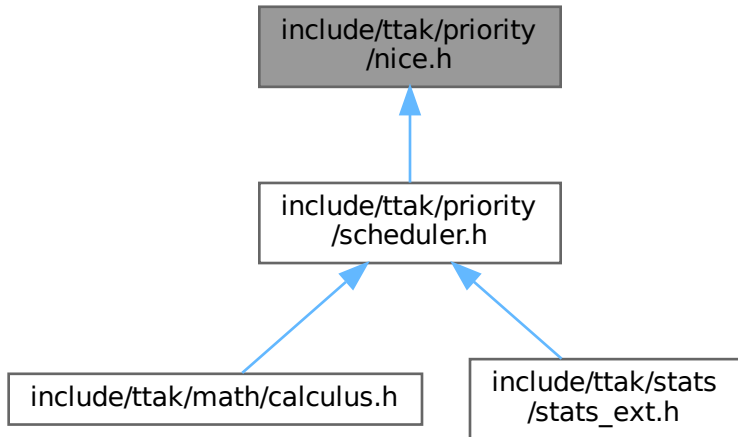 include/ttak/priority
/nice.h
include/ttak/priority
/scheduler.h
include/ttak/math/calculus.h
include/ttak/stats
/stats_ext.h